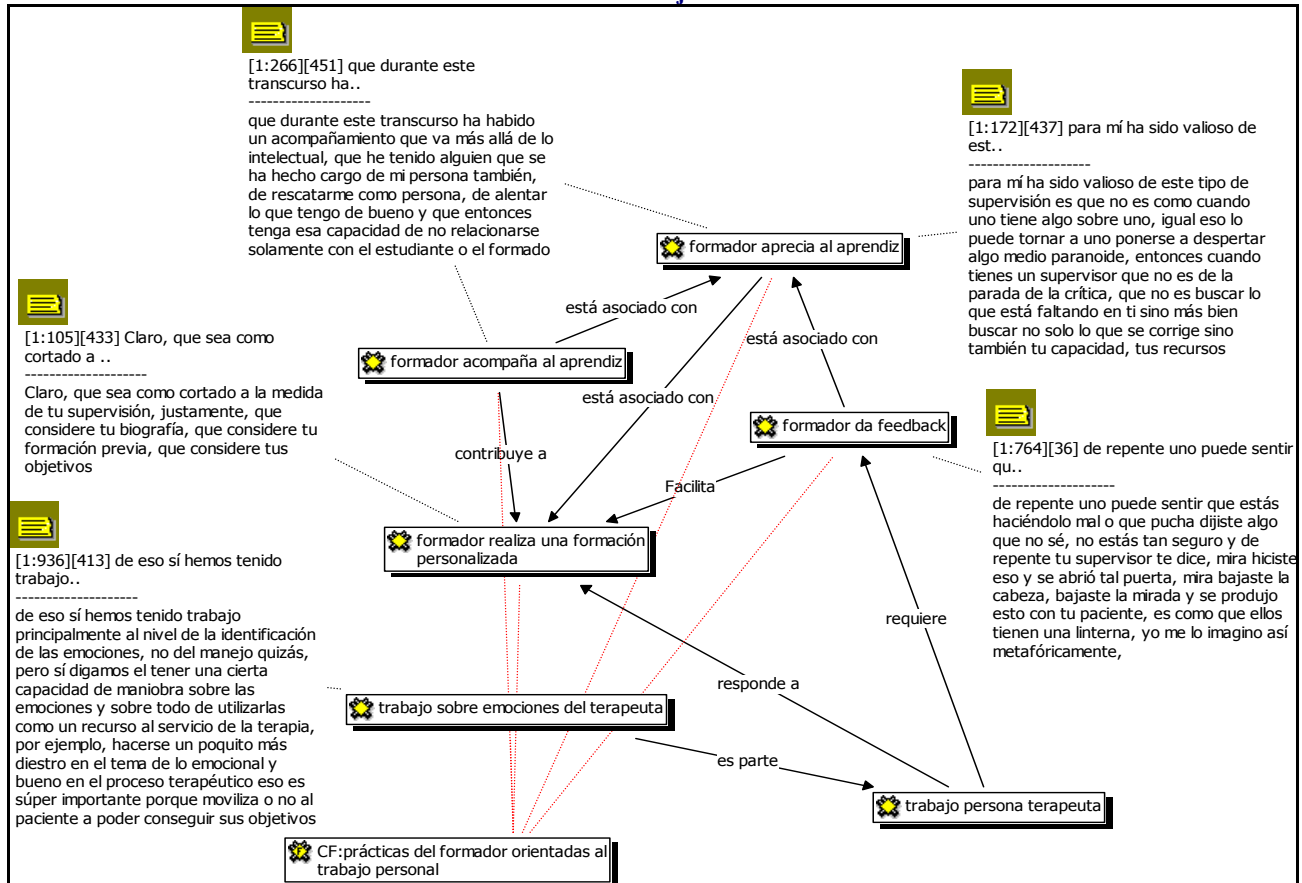 [1:266][451] que durante este
transcurso ha..
--------------------
que durante este transcurso ha habido
un acompañamiento que va más allá de lo
intelectual, que he tenido alguien que se
ha hecho cargo de mi persona también,
de rescatarme como persona, de alentar
lo que tengo de bueno y que entonces
tenga esa capacidad de no relacionarse
solamente con el estudiante o el formado
[1:172][437] para mí ha sido valioso de
est..
--------------------
para mí ha sido valioso de este tipo de
supervisión es que no es como cuando
uno tiene algo sobre uno, igual eso lo
puede tornar a uno ponerse a despertar
algo medio paranoide, entonces cuando
tienes un supervisor que no es de la
parada de la crítica, que no es buscar lo
que está faltando en ti sino más bien
buscar no solo lo que se corrige sino
también tu capacidad, tus recursos
formador aprecia al aprendiz
está asociado con
[1:105][433] Claro, que sea como
cortado a ..
--------------------
Claro, que sea como cortado a la medida
de tu supervisión, justamente, que
considere tu biografía, que considere tu
formación previa, que considere tus
objetivos
formador acompaña al aprendiz
está asociado con
está asociado con
formador da feedback
contribuye a
Facilita
[1:764][36] de repente uno puede sentir
qu..
--------------------
de repente uno puede sentir que estás
haciéndolo mal o que pucha dijiste algo
que no sé, no estás tan seguro y de
repente tu supervisor te dice, mira hiciste
eso y se abrió tal puerta, mira bajaste la
cabeza, bajaste la mirada y se produjo
esto con tu paciente, es como que ellos
tienen una linterna, yo me lo imagino así
metafóricamente,
formador realiza una formación
personalizada
[1:936][413] de eso sí hemos tenido
trabajo..
--------------------
de eso sí hemos tenido trabajo
principalmente al nivel de la identificación
de las emociones, no del manejo quizás,
pero sí digamos el tener una cierta
capacidad de maniobra sobre las
emociones y sobre todo de utilizarlas
como un recurso al servicio de la terapia,
por ejemplo, hacerse un poquito más
diestro en el tema de lo emocional y
bueno en el proceso terapéutico eso es
súper importante porque moviliza o no al
paciente a poder conseguir sus objetivos
requiere
responde a
trabajo sobre emociones del terapeuta
es parte
trabajo persona terapeuta
CF:prácticas del formador orientadas al
trabajo personal